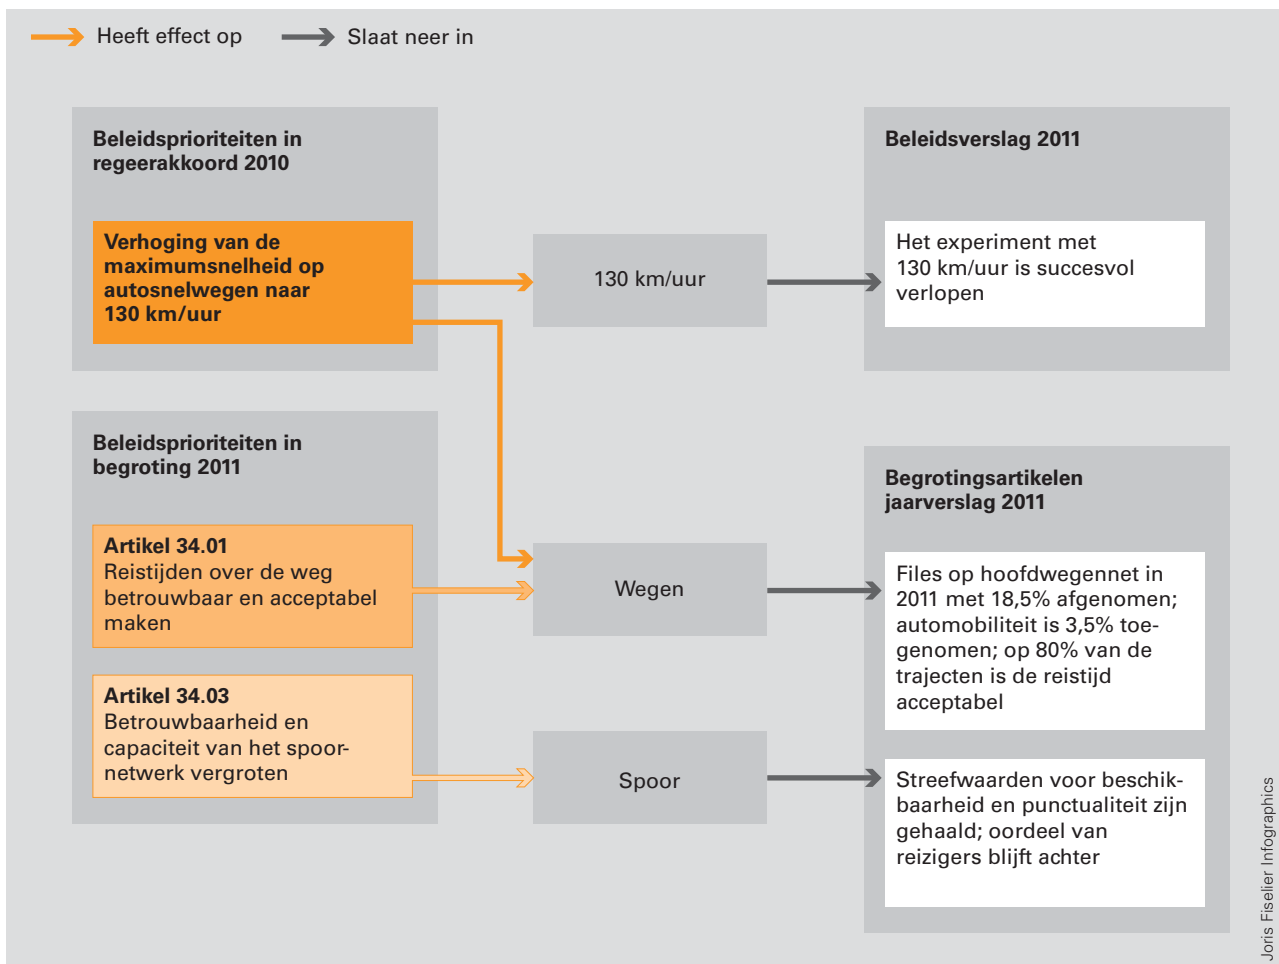 Heeft effect op
Slaat neer in
Beleidsprioriteiten in
regeerakkoord 2010
Verhoging van de
maximumsnelheid op
autosnelwegen naar
130 km/uur
130 km/uur
Beleidsverslag 2011
Het experiment met
130 km/uur is succesvol
verlopen
Beleidsprioriteiten in
begroting 2011
Artikel 34.01
Reistijden over de weg
betrouwbaar en acceptabel
maken
Artikel 34.03
Betrouwbaarheid en
capaciteit van het spoor-
netwerk vergroten
Wegen
Spoor
Begrotingsartikelen
jaarverslag 2011
Files op hoofdwegennet in
2011 met 18,5% afgenomen;
automobiliteit is 3,5% toe-
genomen; op 80% van de
trajecten is de reistijd
acceptabel
Streefwaarden voor beschik-
baarheid en punctualiteit zijn
gehaald; oordeel van
reizigers blijft achter
Joris Fiselier Infographics